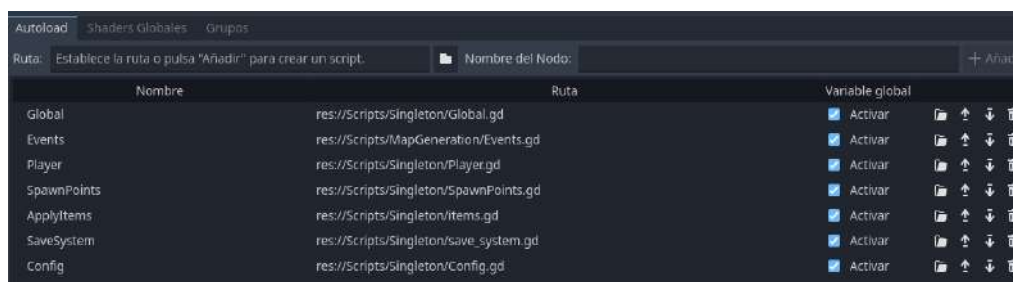 Autoload Shaders Globales Grupos
Ruta: Establece la ruta o pulsa "Añadir" para crear un script. Nombre del Nodo:
Nombre Ruta Variable global
Global res://Scripts/Singleton/Global.gd Activar
Events res://Scripts/MapGeneration/Events.gd Activar
Player res://Scripts/Singleton/Player.gd Activar
SpawnPoints res://Scripts/Singleton/SpawnPoints.gd Activar
ApplyItems res://Scripts/Singleton/items.gd Activar
SaveSystem res://Scripts/Singleton/save_system.gd Activar
Config res://Scripts/Singleton/Config.gd Activar